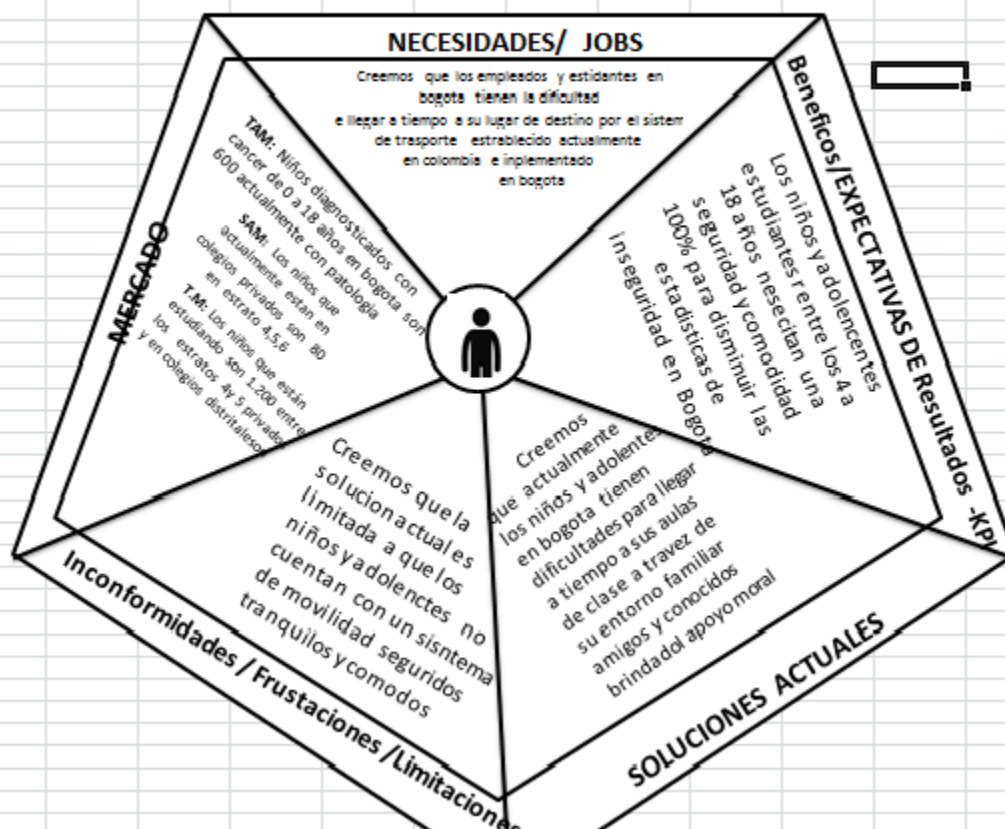 NECESIDADES/ JOBS
Creemos que los empleados y estidantes en
bogota tienen la dificultad
e llegar a tiempo a su lugar de destino por el sistem
de trasporte establecido actualmente
en colombia e inplementado
en bogota
Beneficos/EXPECTATIVAS DE Resultados -KPI
Los niños y adolencentes
estudiantes rentre los 4 a
18 años nesecitan una
seguridad y comodidad
100% para disminuir las
estadisticas de
inseguridad en Bogota
SOLUCIONES ACTUALES
Creemos
que actualmente
los niños y adolentes
en bogota tienen
dificultades para llegar
a tiempo a sus aulas
de clase a travez de
su entorno familiar
amigos y conocidos
brindadol apoyo moral
Inconformidades / Frustaciones /Limitaciones
Creemos que la
solucion actual es
limitada a que los
niños y adolenctes no
cuentan con un sisntema
de movilidad seguridos
tranquilos y comodos
MERCADO
TAM: Niños diagnosticados con
cancer de 0 a 18 años en bogota son
600 actualmente con patologia
SAM: Los niños que
actualmente estan en
colegios privados son 80
en estrato 4,5,6
T.M: Los niños que están
estudiando son 1.200 entre
los estratos 4y 5 privado
y en colegios distritaleso